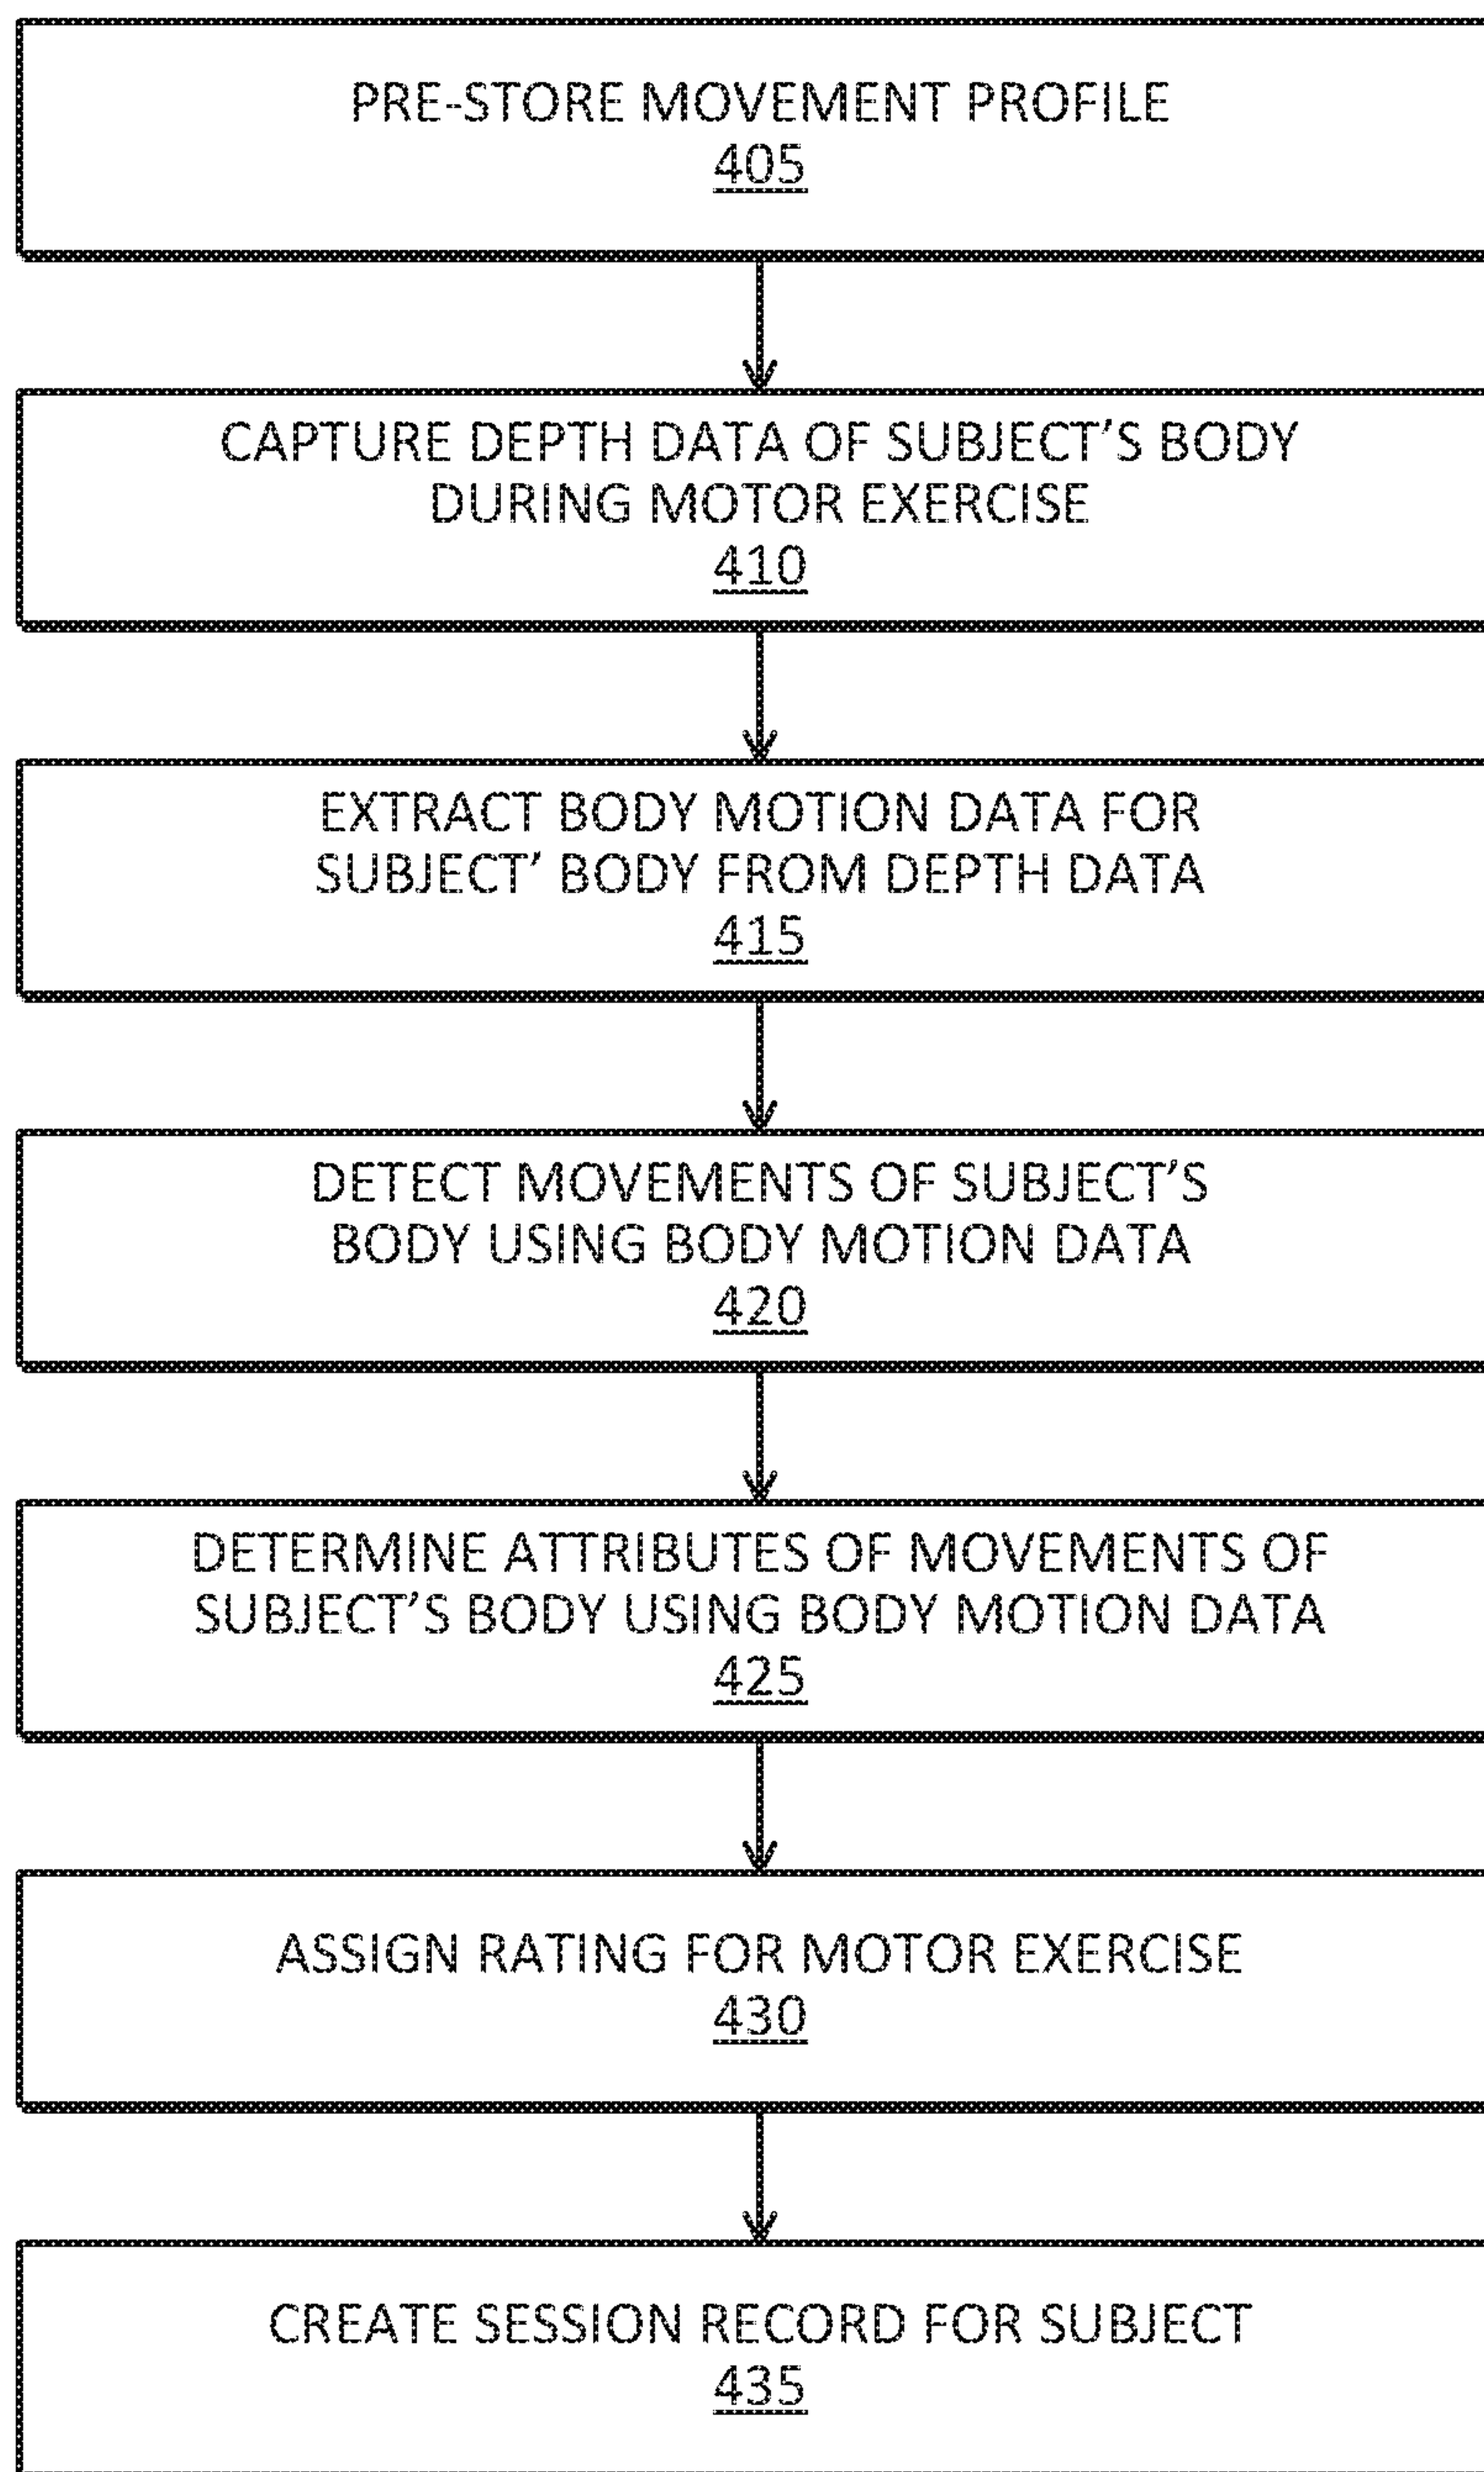 PRE-STORE MOVEMENT PROFILE
405
CAPTURE DEPTH DATA OF SUBJECT'S BODY
DURING MOTOR EXERCISE
410
EXTRACT BODY MOTION DATA FOR
SUBJECT' BODY FROM DEPTH DATA
415
DETECT MOVEMENTS OF SUBJECT'S
BODY USING BODY MOTION DATA
420
DETERMINE ATTRIBUTES OF MOVEMENTS OF
SUBJECT'S BODY USING BODY MOTION DATA
425
ASSIGN RATING FOR MOTOR EXERCISE
430
CREATE SESSION RECORD FOR SUBJECT
435